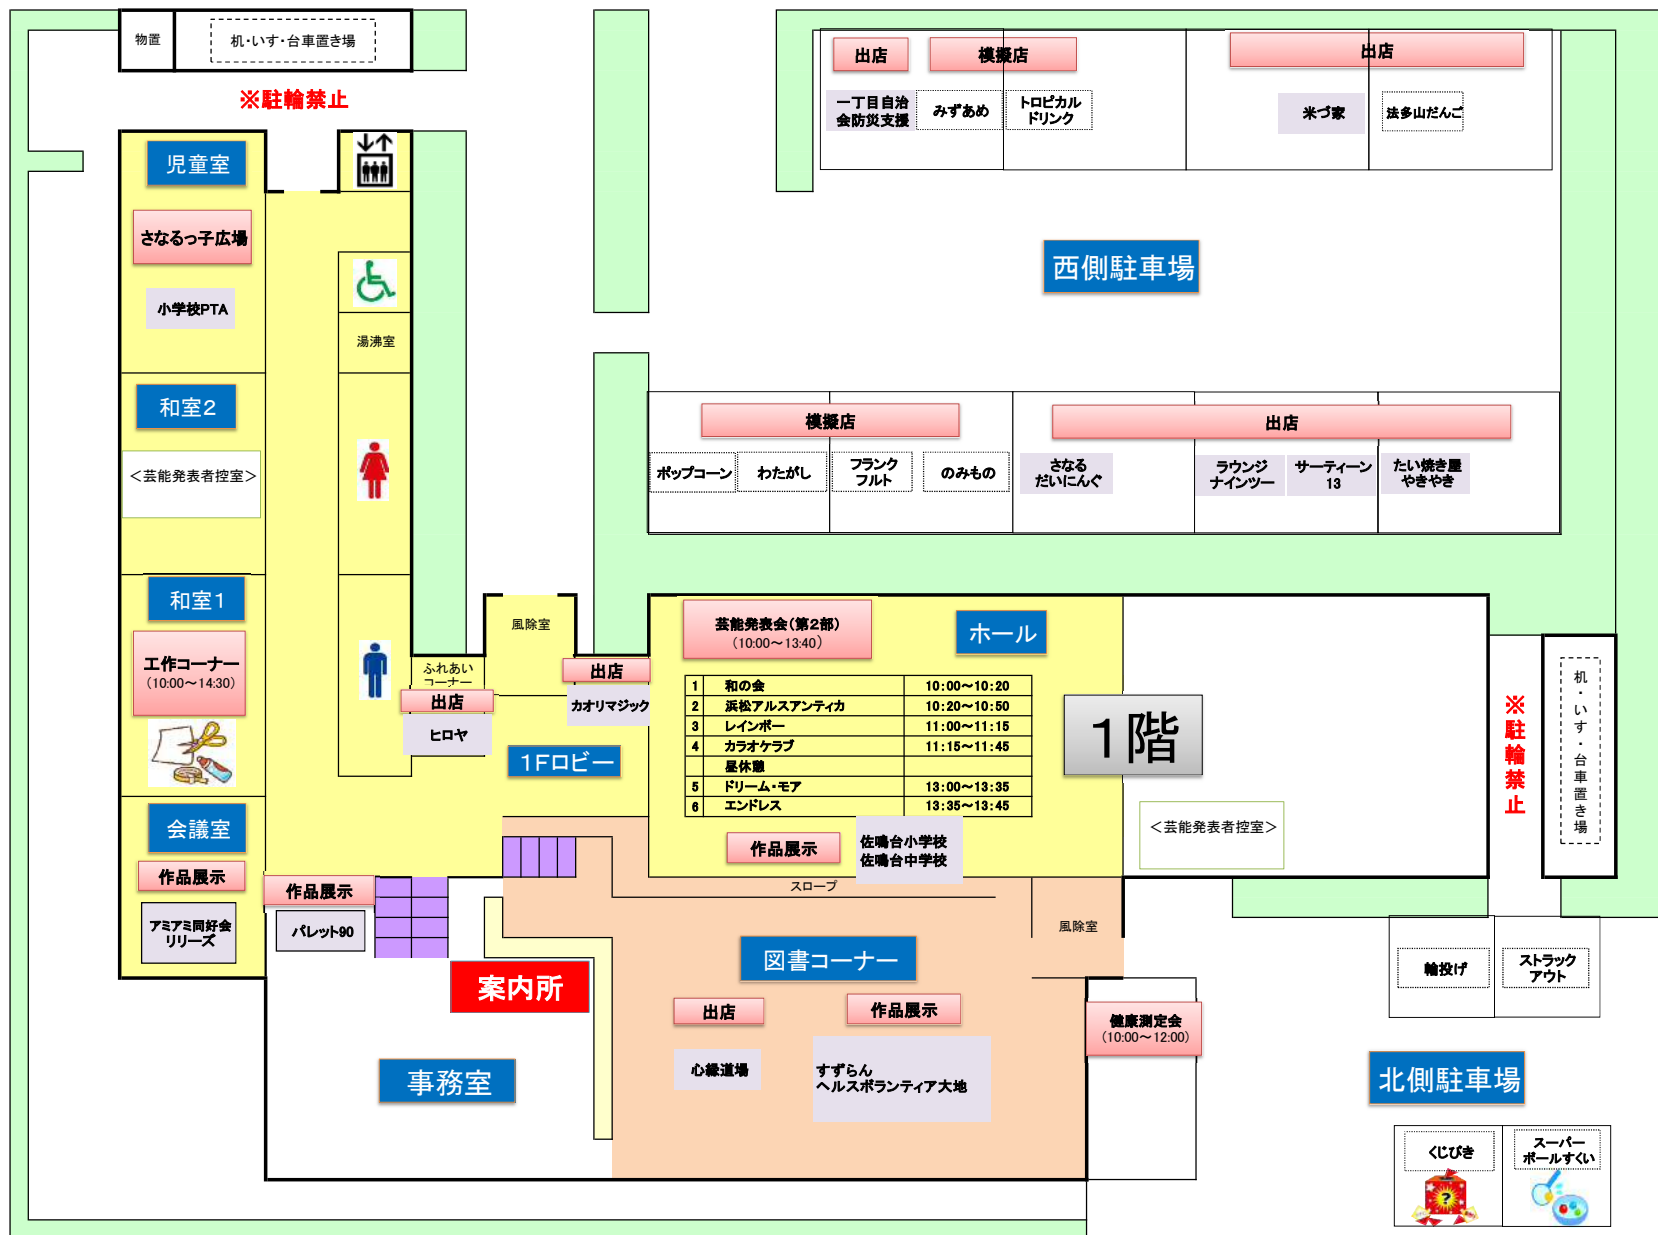 物置
机・いす・台車置き場
※駐輪禁止
出店
模擬店
出店
一丁目自治
会防災支援
みずあめ
トロピカル
ドリンク
米づ家
法多山だんご
児童室
さなるっ子広場
小学校PTA
西側駐車場
湯沸室
和室2
＜芸能発表者控室＞
模擬店
出店
ポップコーン
わたがし
フランク
フルト
のみもの
さなる
だいにんぐ
ラウンジ
ナインツー
サーティーン
13
たい焼き屋
やきやき
和室1
工作コーナー
(10:00～14:30)
風除室
ふれあい
コーナー
出店
ヒロヤ
出店
カオリマジック
1Fロビー
芸能発表会(第2部)
(10:00～13:40)
ホール
1 和の会 10:00～10:20
2 浜松アルスアンティカ 10:20～10:50
3 レインボー 11:00～11:15
4 カラオケラブ 11:15～11:45
昼休憩
5 ドリーム・モア 13:00～13:35
6 エンドレス 13:35～13:45
作品展示
佐鳴台小学校
佐鳴台中学校
1階
＜芸能発表者控室＞
※駐輪禁止
机・いす・台車置き場
会議室
作品展示
アミアミ同好会
リリーズ
作品展示
パレット90
スロープ
風除室
案内所
図書コーナー
出店
心縁道場
作品展示
すずらん
ヘルスボランティア大地
健康測定会
(10:00～12:00)
事務室
輪投げ
ストラック
アウト
北側駐車場
くじびき
スーパー
ボールすくい
?